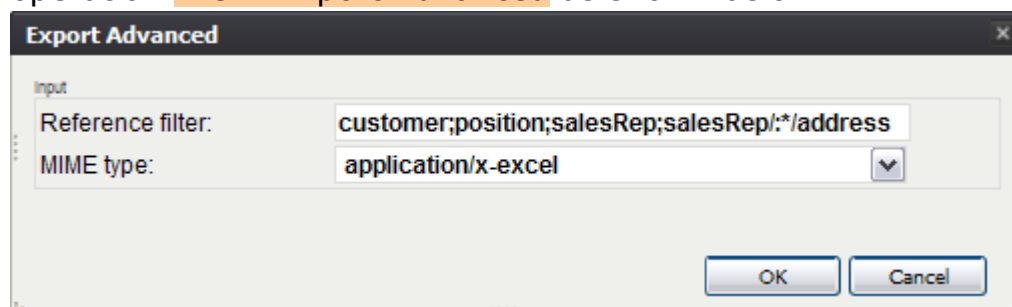 Export Advanced
Input
Reference filter: customer;position;salesRep;salesRep/:*/address
MIME type: application/x-excel
OK Cancel